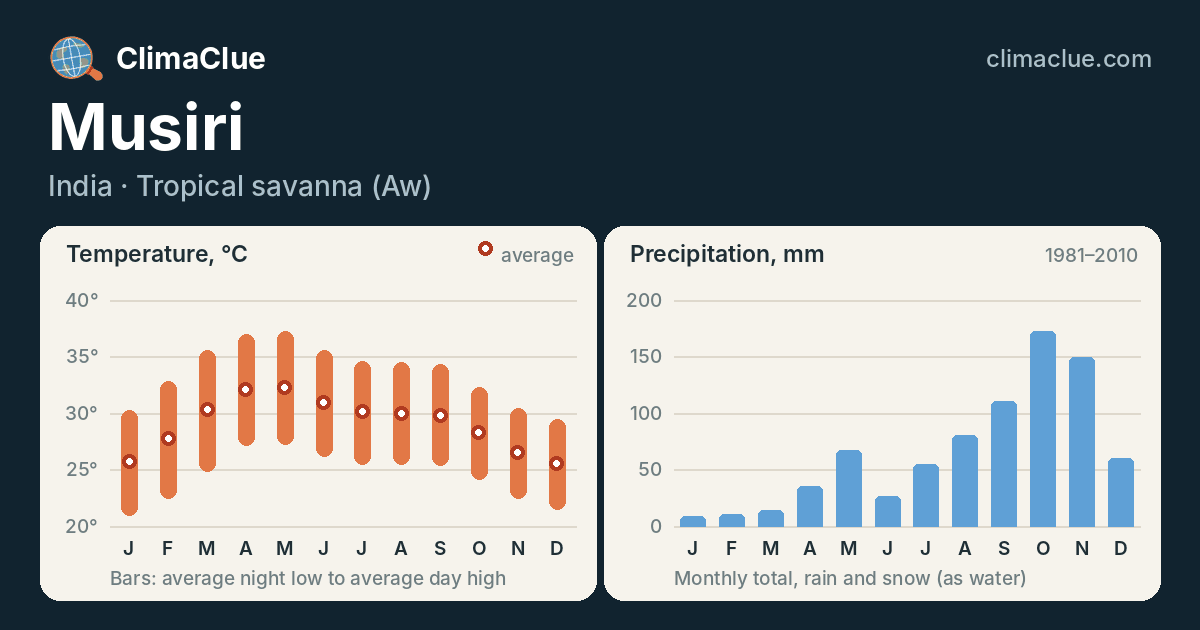 ClimaClue
climaclue.com
Musiri
India · Tropical savanna (Aw)
Temperature, °C
average
40°
35°
30°
25°
20°
J F M A M J J A S O N D
Bars: average night low to average day high
Precipitation, mm
1981–2010
200
150
100
50
0
J F M A M J J A S O N D
Monthly total, rain and snow (as water)